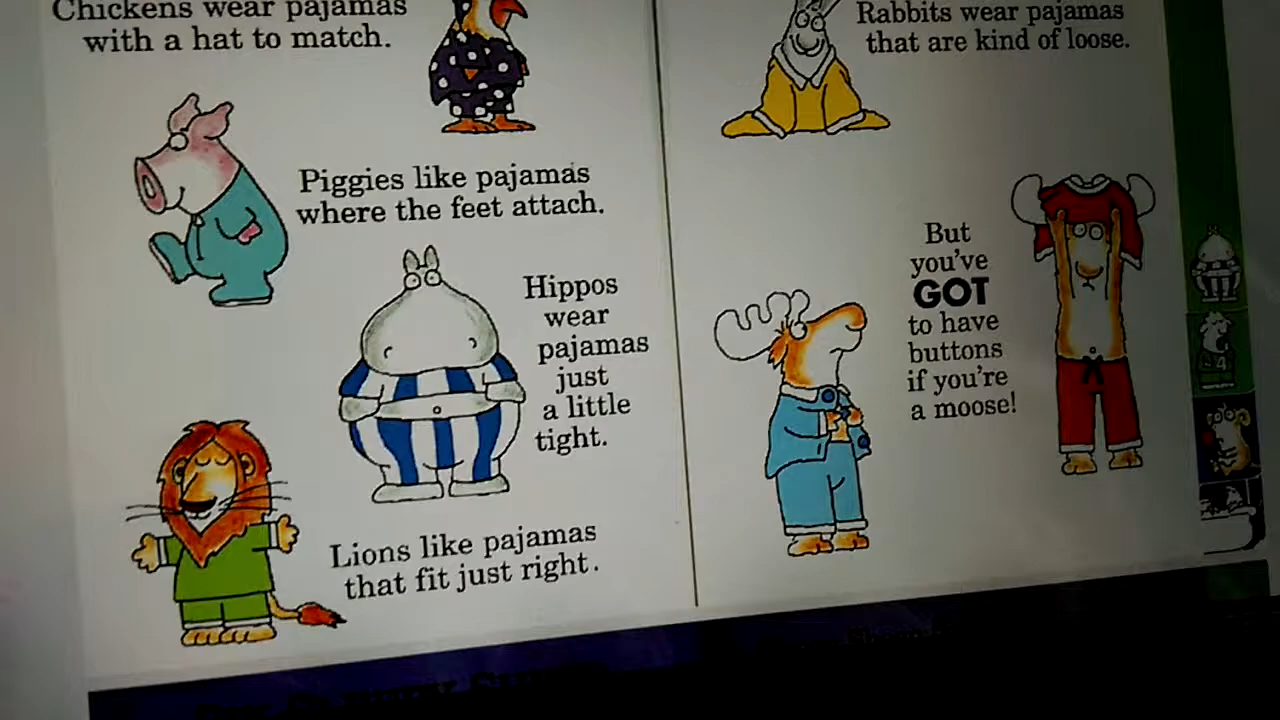 Chickens wear pajamas
with a hat to match.
Piggies like pajamas
where the feet attach.
Hippos
wear
pajamas
just
a little
tight.
Lions like pajamas
that fit just right.
Rabbits wear pajamas
that are kind of loose.
But
you've
GOT
to have
buttons
if you're
a moose!
4